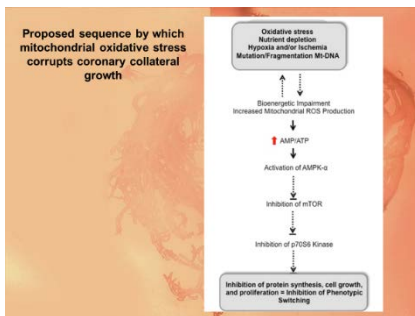 Proposed sequence by which
mitochondrial oxidative stress
corrupts coronary collateral
growth
Oxidative stress
Nutrient depletion
Hypoxia and/or Ischemia
Mutation/Fragmentation Mt-DNA
Bioenergetic Impairment
Increased Mitochondrial ROS Production
AMP/ATP
Activation of AMPK-α
Inhibition of mTOR
Inhibition of p70S6 Kinase
Inhibition of protein synthesis, cell growth,
and proliferation = Inhibition of Phenotypic
Switching